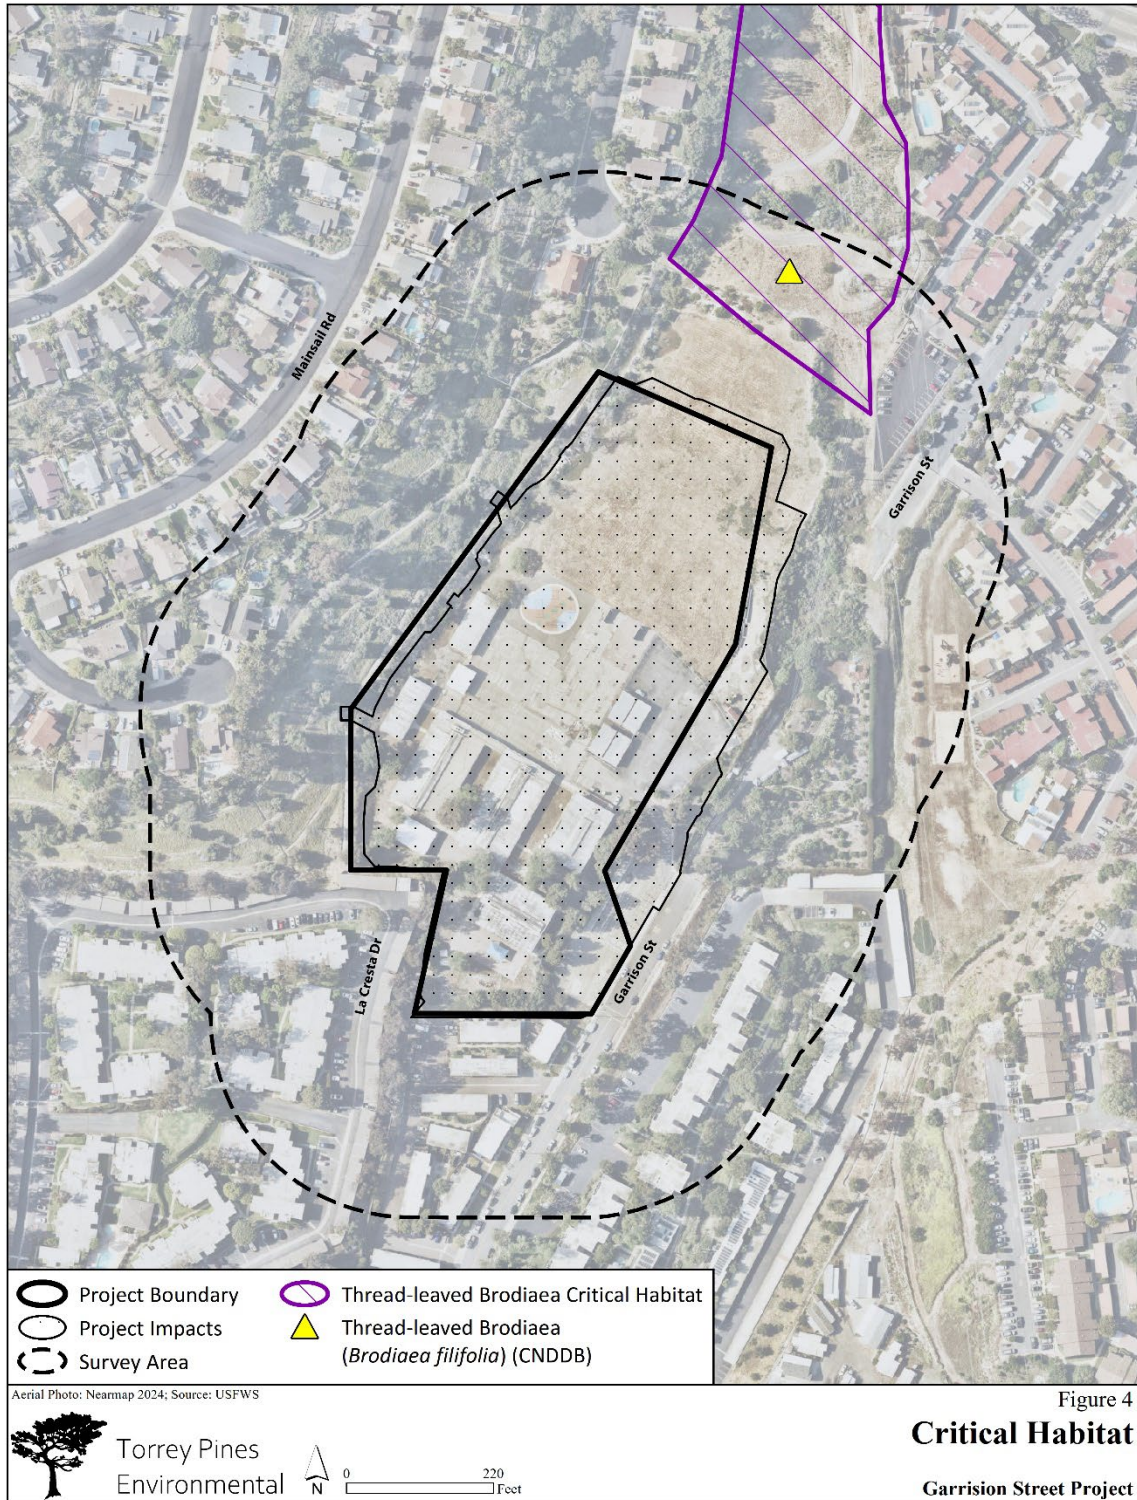 Mainsail Rd
Garrison St
La Cresta Dr
Garrison St
Project Boundary
Project Impacts
Survey Area
Thread-leaved Brodiaea Critical Habitat
Thread-leaved Brodiaea
(Brodiaea filifolia) (CNDDB)
Aerial Photo: Nearmap 2024; Source: USFWS
Torrey Pines
Environmental
N
0 220
Feet
Figure 4
Critical Habitat
Garrision Street Project